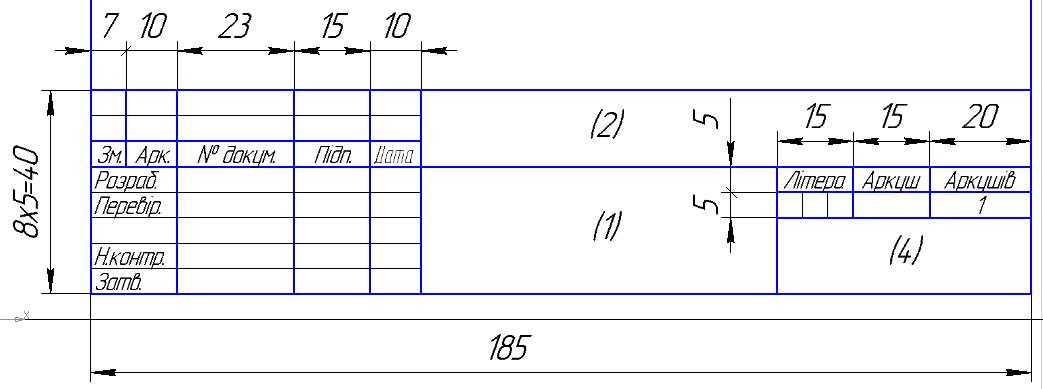 7 10 23 15 10
(2) 5 15 15 20
8x5=40
Зм. Арк. № докум. Підп. Дата
Розраб. Літера Аркуш Аркушів
Перевір. 5 1
(1)
Н.контр. (4)
Затв.
X
185